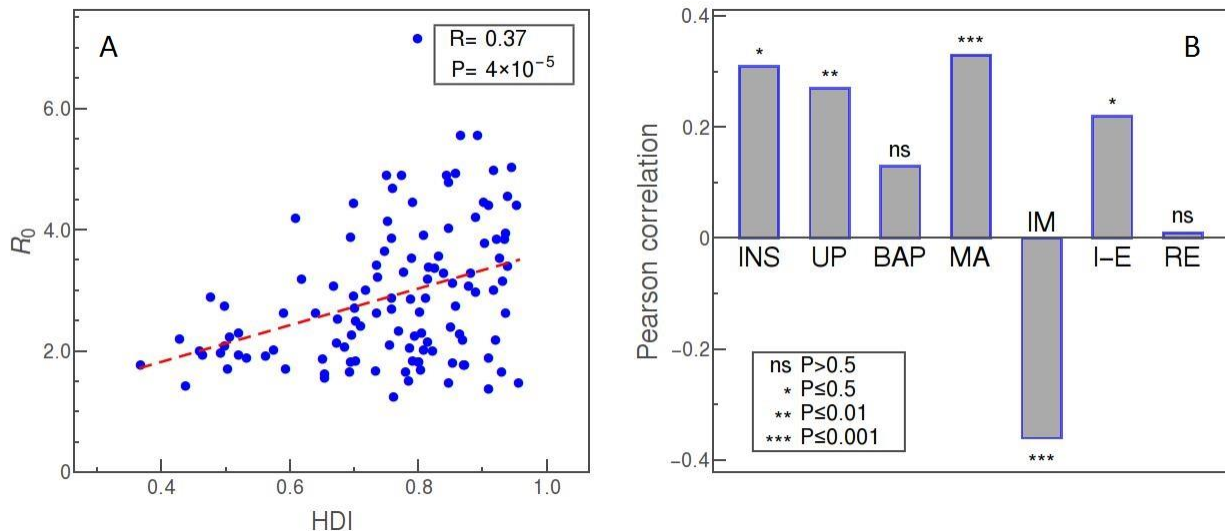 A
R= 0.37
P= 4×10⁻⁵
6.0
4.0
2.0
0
R₀
0.4
0.6
0.8
1.0
HDI
B
0.4
0.2
0
−0.2
−0.4
Pearson correlation
*
**
ns
***
IM
*
ns
INS
UP
BAP
MA
I−E
RE
***
ns P>0.5
* P≤0.5
** P≤0.01
*** P≤0.001